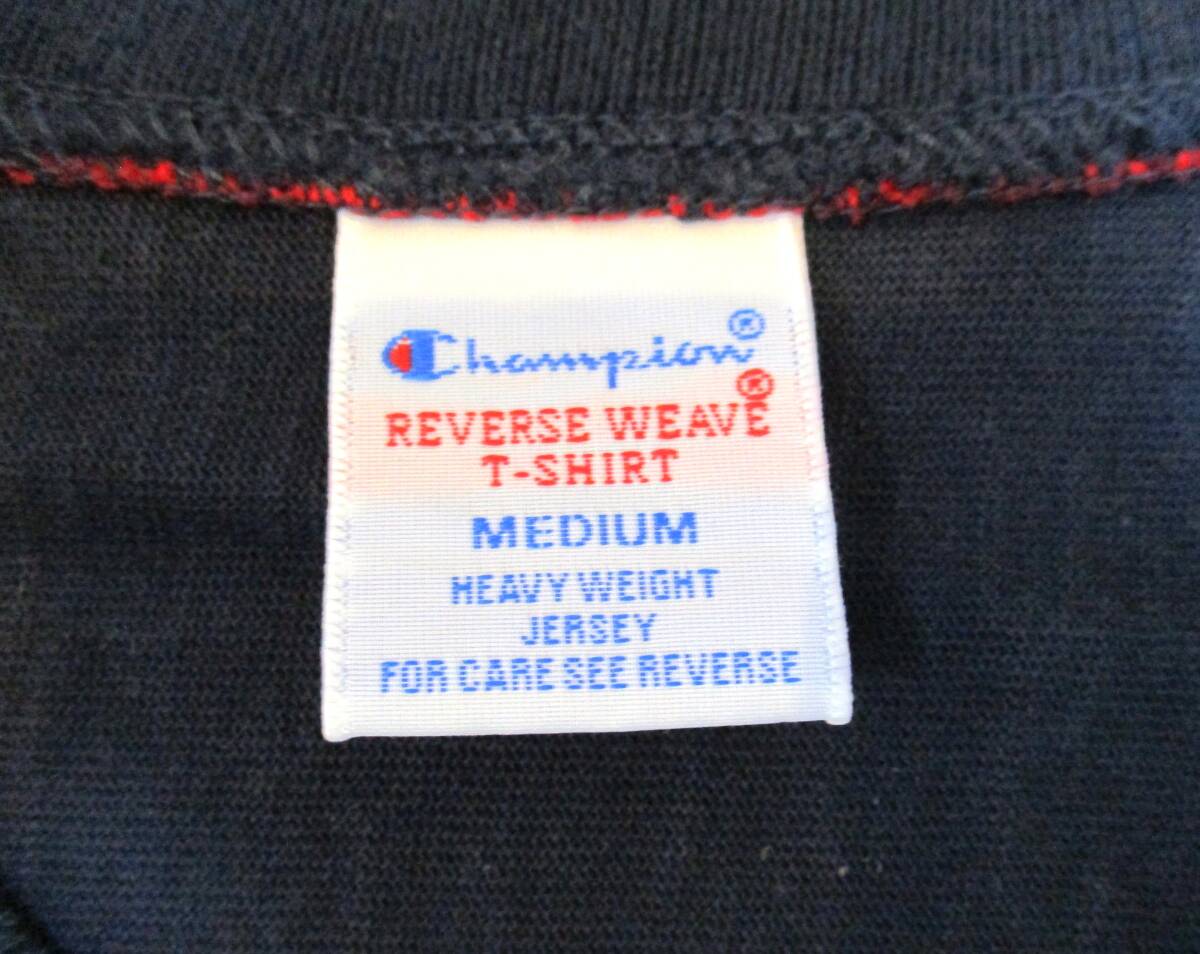 Champion®
REVERSE WEAVE®
T-SHIRT
MEDIUM
HEAVY WEIGHT
JERSEY
FOR CARE SEE REVERSE